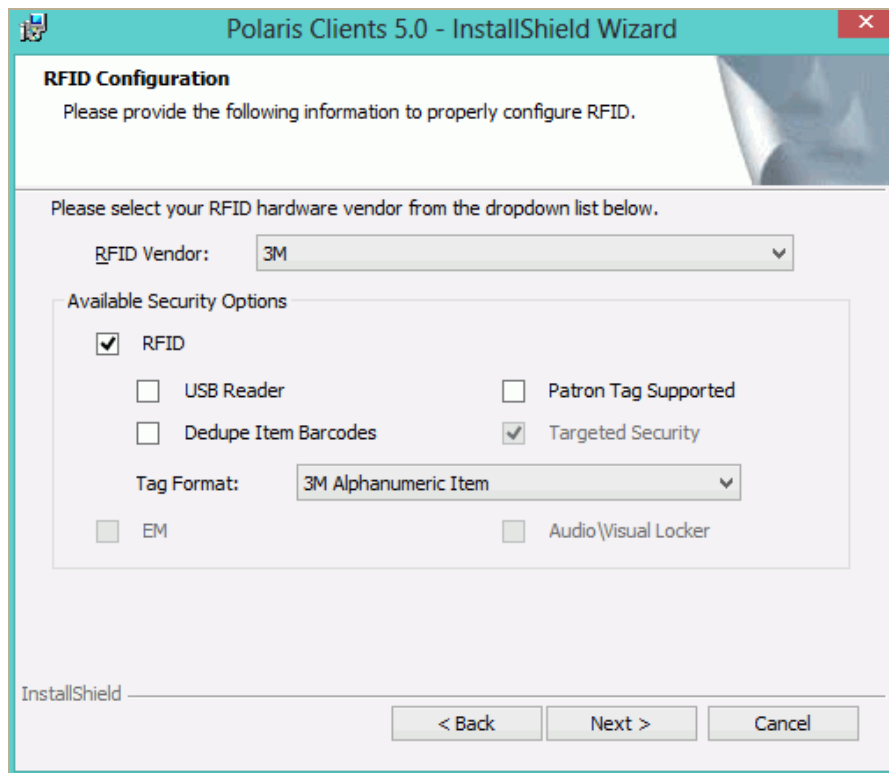 Polaris Clients 5.0 - InstallShield Wizard
RFID Configuration
Please provide the following information to properly configure RFID.
Please select your RFID hardware vendor from the dropdown list below.
RFID Vendor: 3M
Available Security Options
RFID
USB Reader Patron Tag Supported
Dedupe Item Barcodes Targeted Security
Tag Format: 3M Alphanumeric Item
EM Audio\Visual Locker
InstallShield
< Back Next > Cancel